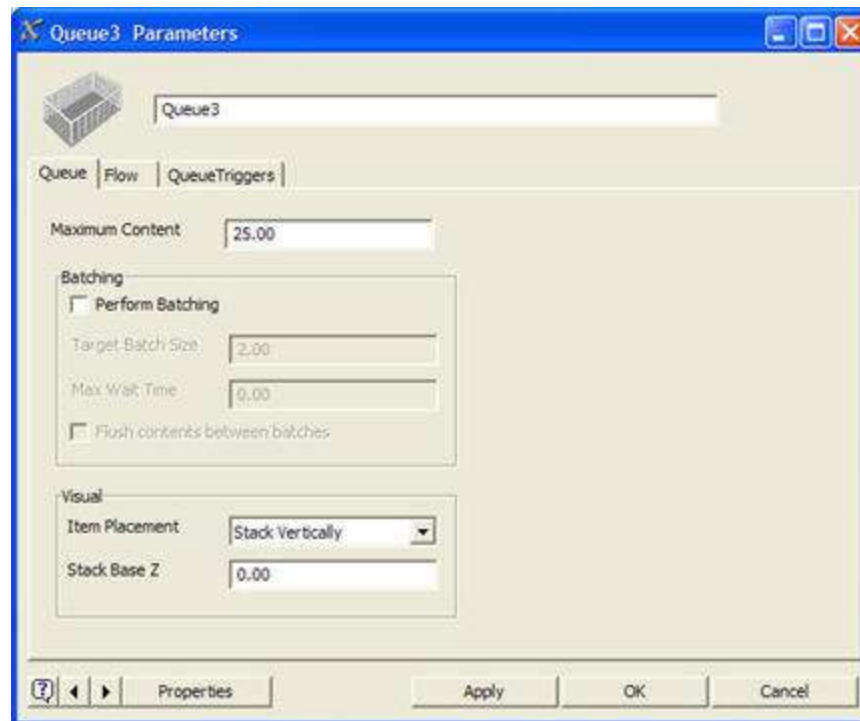 Queue3 Parameters
Queue3
Queue Flow QueueTriggers
Maximum Content 25.00
Batching
Perform Batching
Target Batch Size 2.00
Max Wait Time 0.00
Flush contents between batches
Visual
Item Placement Stack Vertically
Stack Base Z 0.00
Properties Apply OK Cancel